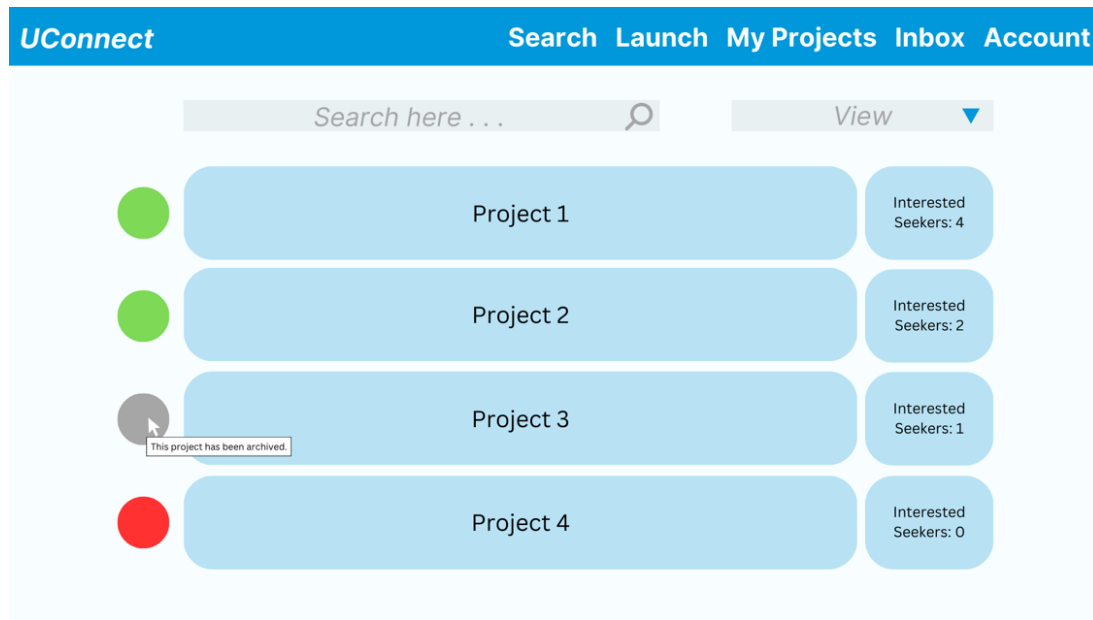 UConnect
Search Launch My Projects Inbox Account
Search here . . .
View
Project 1
Interested
Seekers: 4
Project 2
Interested
Seekers: 2
Project 3
Interested
Seekers: 1
This project has been archived.
Project 4
Interested
Seekers: 0